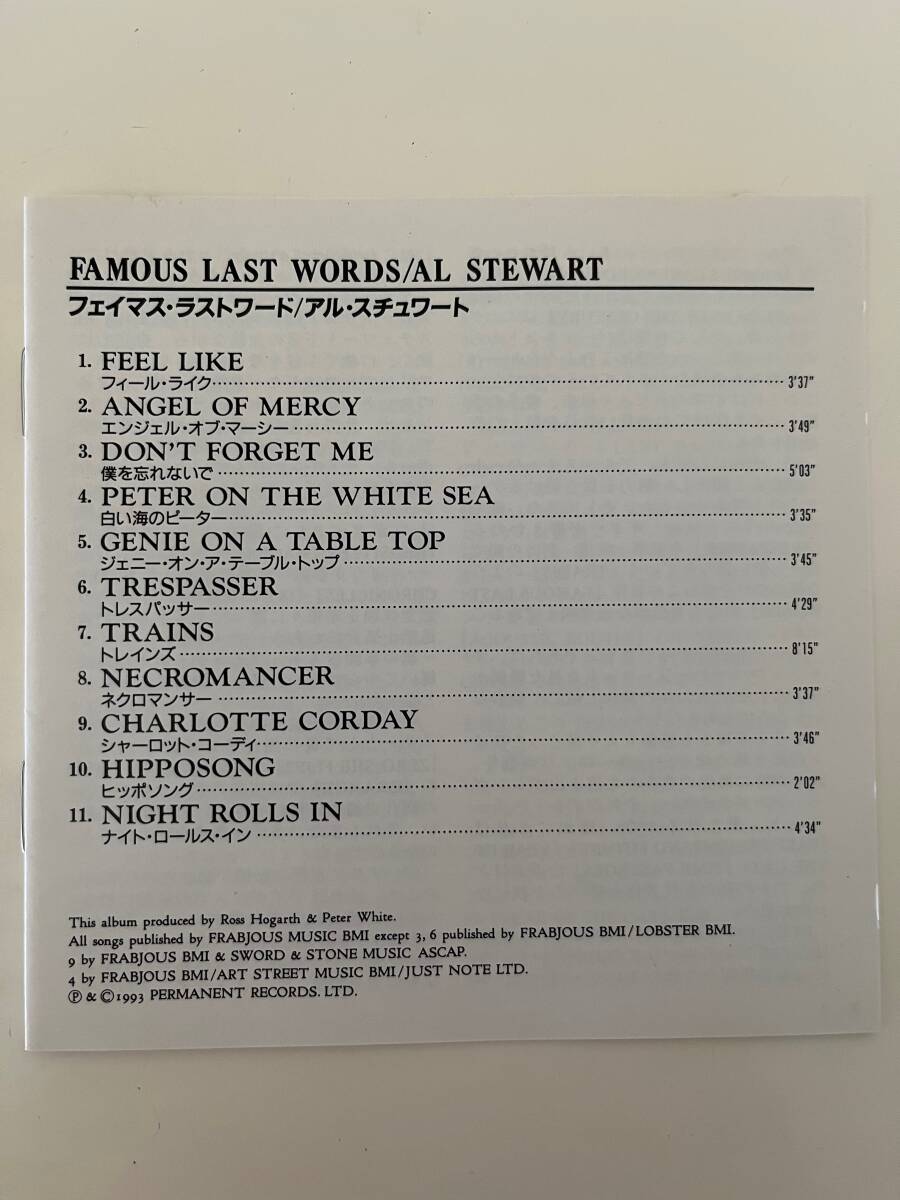 FAMOUS LAST WORDS/AL STEWART
フェイマス・ラストワード/アル・スチュワート
1. FEEL LIKE
フィール・ライク 3'37"
2. ANGEL OF MERCY
エンジェル・オブ・マーシー 3'49"
3. DON'T FORGET ME
僕を忘れないで 5'03"
4. PETER ON THE WHITE SEA
白い海のピーター 3'35"
5. GENIE ON A TABLE TOP
ジェニー・オン・ア・テーブル・トップ 3'45"
6. TRESPASSER
トレスパッサー 4'29"
7. TRAINS
トレインズ 8'15"
8. NECROMANCER
ネクロマンサー 3'37"
9. CHARLOTTE CORDAY
シャーロット・コーディ 3'46"
10. HIPPOSONG
ヒッポソング 2'02"
11. NIGHT ROLLS IN
ナイト・ロールス・イン 4'34"
This album produced by Ross Hogarth & Peter White.
All songs published by FRABJOUS MUSIC BMI except 3, 6 published by FRABJOUS BMI/LOBSTER BMI.
9 by FRABJOUS BMI & SWORD & STONE MUSIC ASCAP.
4 by FRABJOUS BMI/ART STREET MUSIC BMI/JUST NOTE LTD.
℗ & ©1993 PERMANENT RECORDS. LTD.